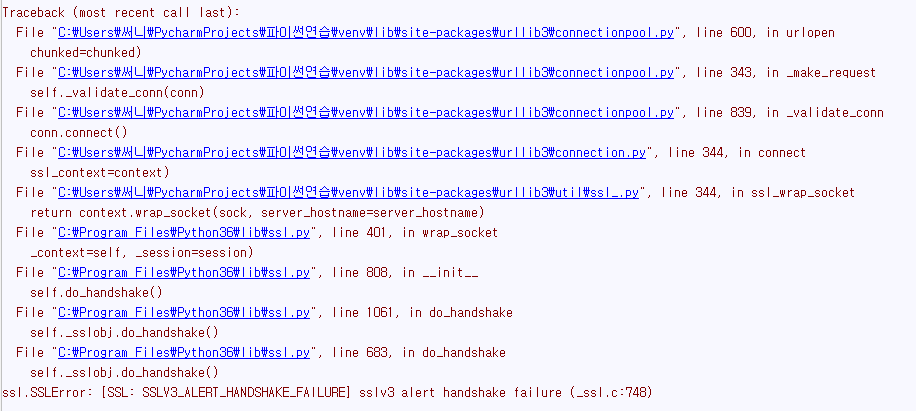 Traceback (most recent call last):
File "C:\Users\써니\PycharmProjects\파이썬연습\venv\lib\site-packages\urllib3\connectionpool.py", line 600, in urlopen
chunked=chunked)
File "C:\Users\써니\PycharmProjects\파이썬연습\venv\lib\site-packages\urllib3\connectionpool.py", line 343, in _make_request
self._validate_conn(conn)
File "C:\Users\써니\PycharmProjects\파이썬연습\venv\lib\site-packages\urllib3\connectionpool.py", line 839, in _validate_conn
conn.connect()
File "C:\Users\써니\PycharmProjects\파이썬연습\venv\lib\site-packages\urllib3\connection.py", line 344, in connect
ssl_context=context)
File "C:\Users\써니\PycharmProjects\파이썬연습\venv\lib\site-packages\urllib3\util\ssl_.py", line 344, in ssl_wrap_socket
return context.wrap_socket(sock, server_hostname=server_hostname)
File "C:\Program Files\Python36\lib\ssl.py", line 401, in wrap_socket
_context=self, _session=session)
File "C:\Program Files\Python36\lib\ssl.py", line 808, in __init__
self.do_handshake()
File "C:\Program Files\Python36\lib\ssl.py", line 1061, in do_handshake
self._sslobj.do_handshake()
File "C:\Program Files\Python36\lib\ssl.py", line 683, in do_handshake
self._sslobj.do_handshake()
ssl.SSLError: [SSL: SSLV3_ALERT_HANDSHAKE_FAILURE] sslv3 alert handshake failure (_ssl.c:748)